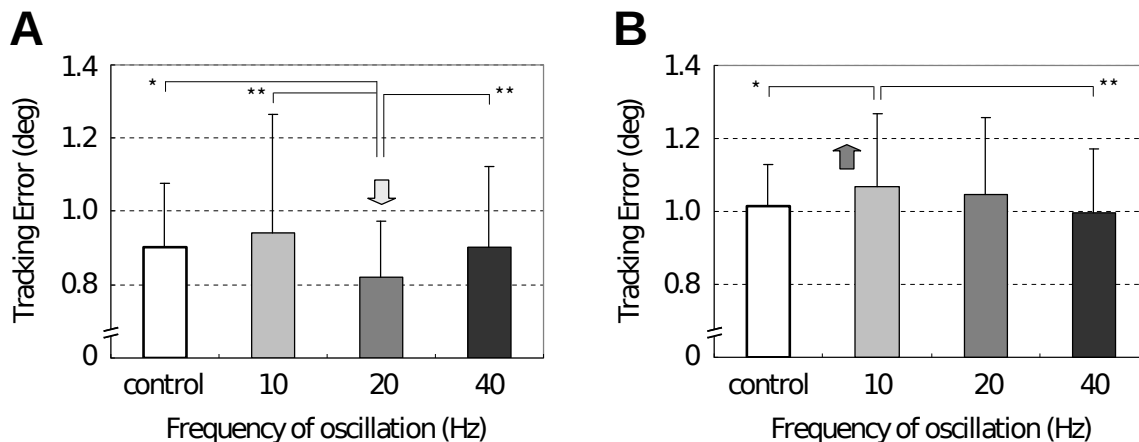 A
Tracking Error (deg)
1.4
1.2
1.0
0.8
0
*
**
**
control 10 20 40
Frequency of oscillation (Hz)
B
Tracking Error (deg)
1.4
1.2
1.0
0.8
0
*
**
control 10 20 40
Frequency of oscillation (Hz)